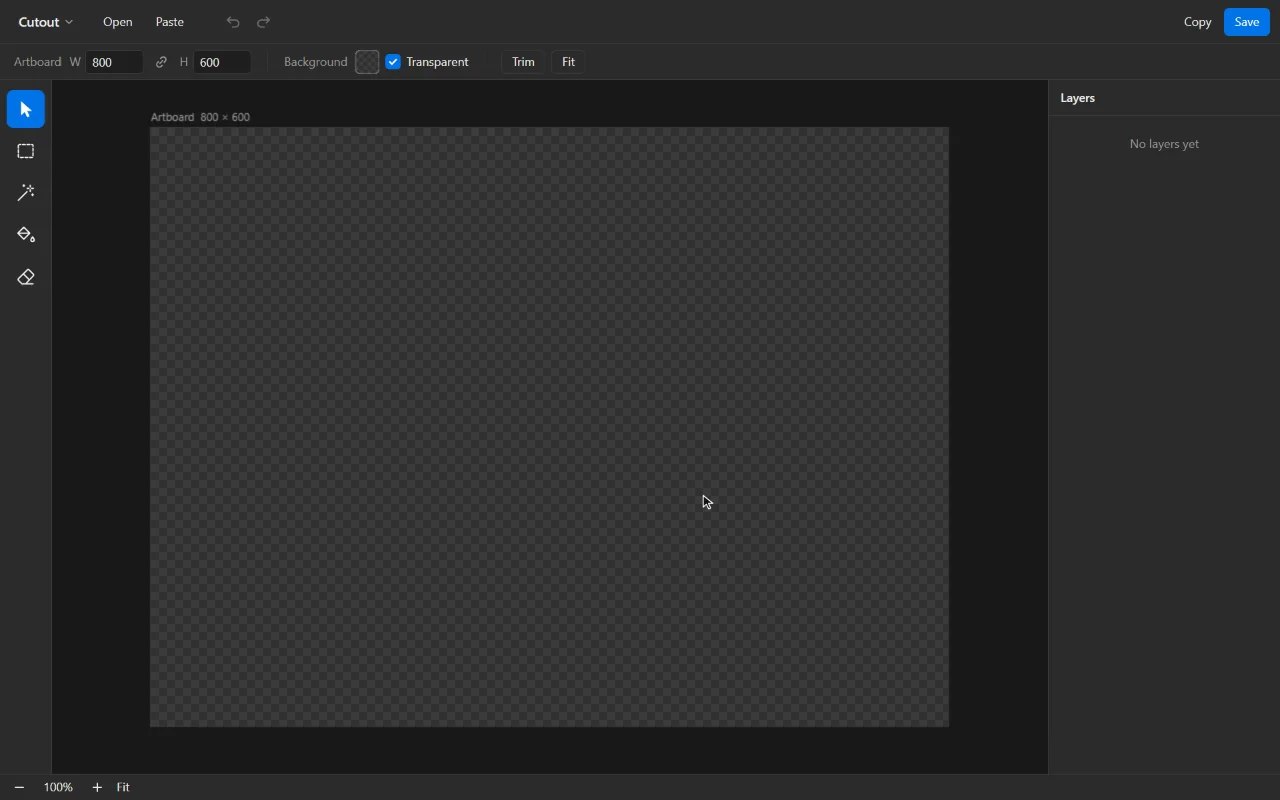 Cutout Open Paste Copy Save
Artboard W 800 H 600 Background Transparent Trim Fit
Layers
Artboard 800 × 600
No layers yet
100% Fit